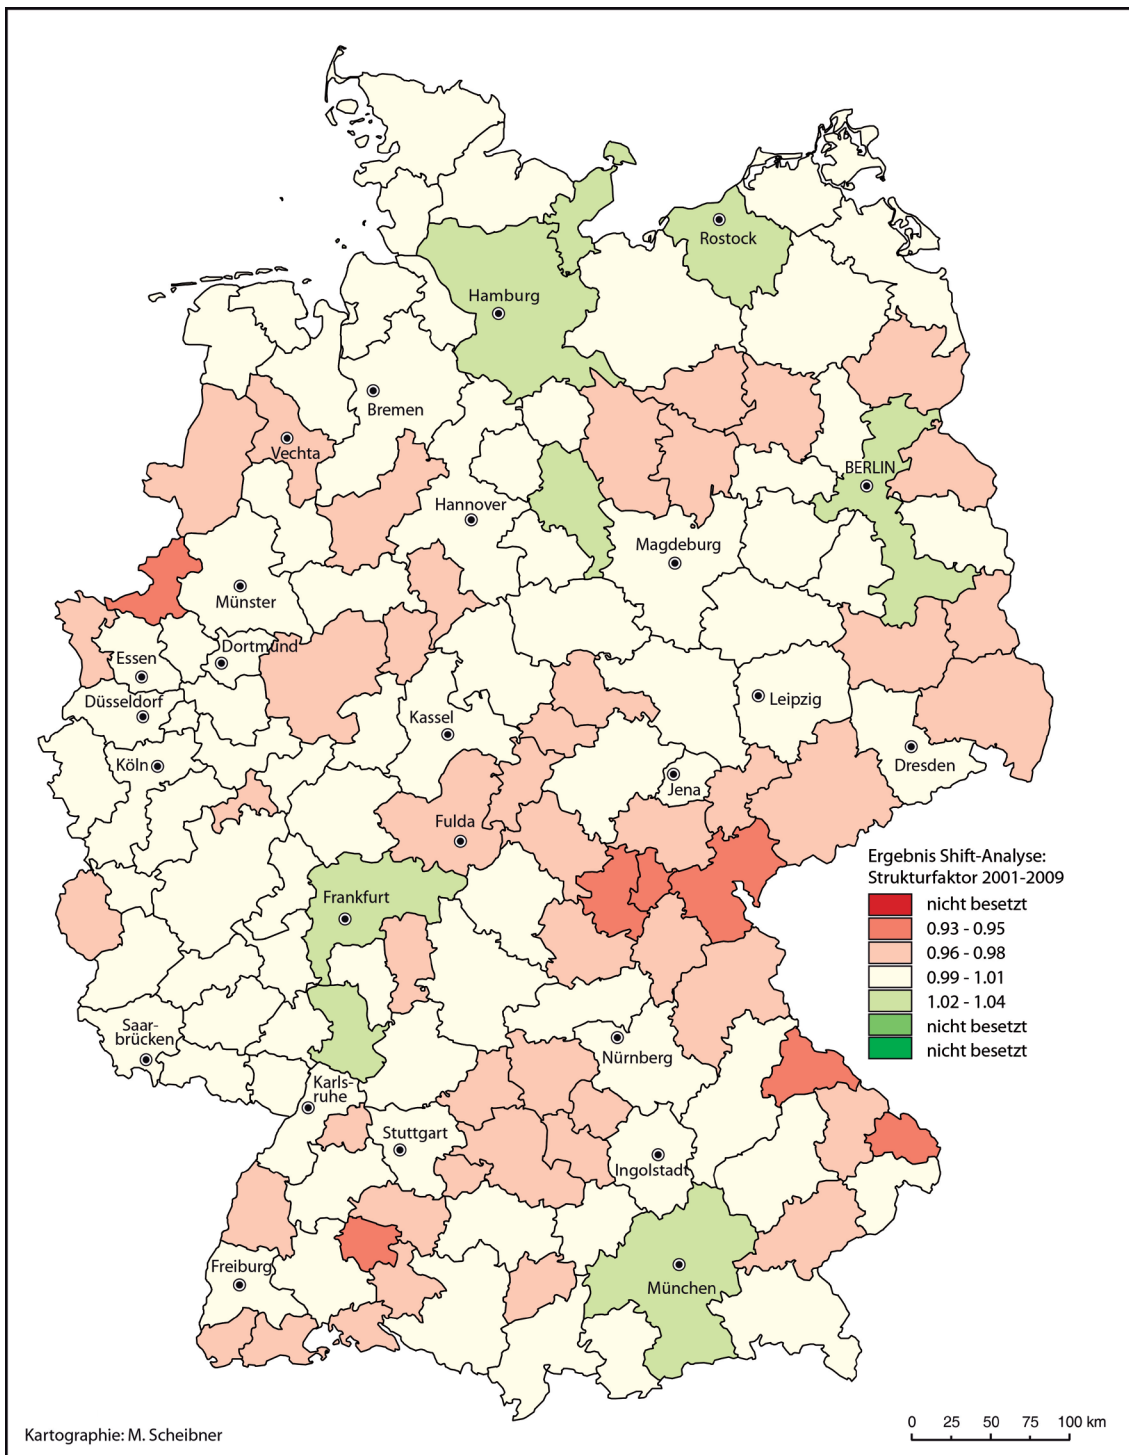 Rostock
Hamburg
Bremen
Vechta
BERLIN
Hannover
Magdeburg
Münster
Dortmund
Essen
Düsseldorf
Leipzig
Kassel
Köln
Dresden
Jena
Fulda
Frankfurt
Ergebnis Shift-Analyse:
Strukturfaktor 2001-2009
nicht besetzt
0.93 - 0.95
0.96 - 0.98
0.99 - 1.01
1.02 - 1.04
nicht besetzt
nicht besetzt
Saar-
brücken
Nürnberg
Karls-
ruhe
Stuttgart
Ingolstadt
Freiburg
München
0 25 50 75 100 km
Kartographie: M. Scheibner